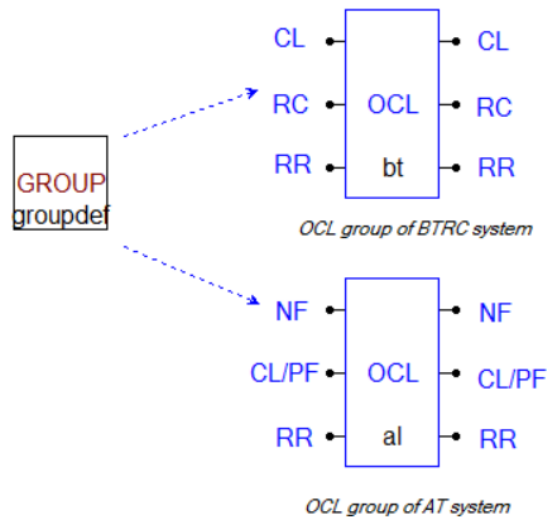 CL
CL
RC
OCL
RC
RR
bt
RR
OCL group of BTRC system
GROUP
groupdef
NF
NF
CL/PF
OCL
CL/PF
RR
al
RR
OCL group of AT system